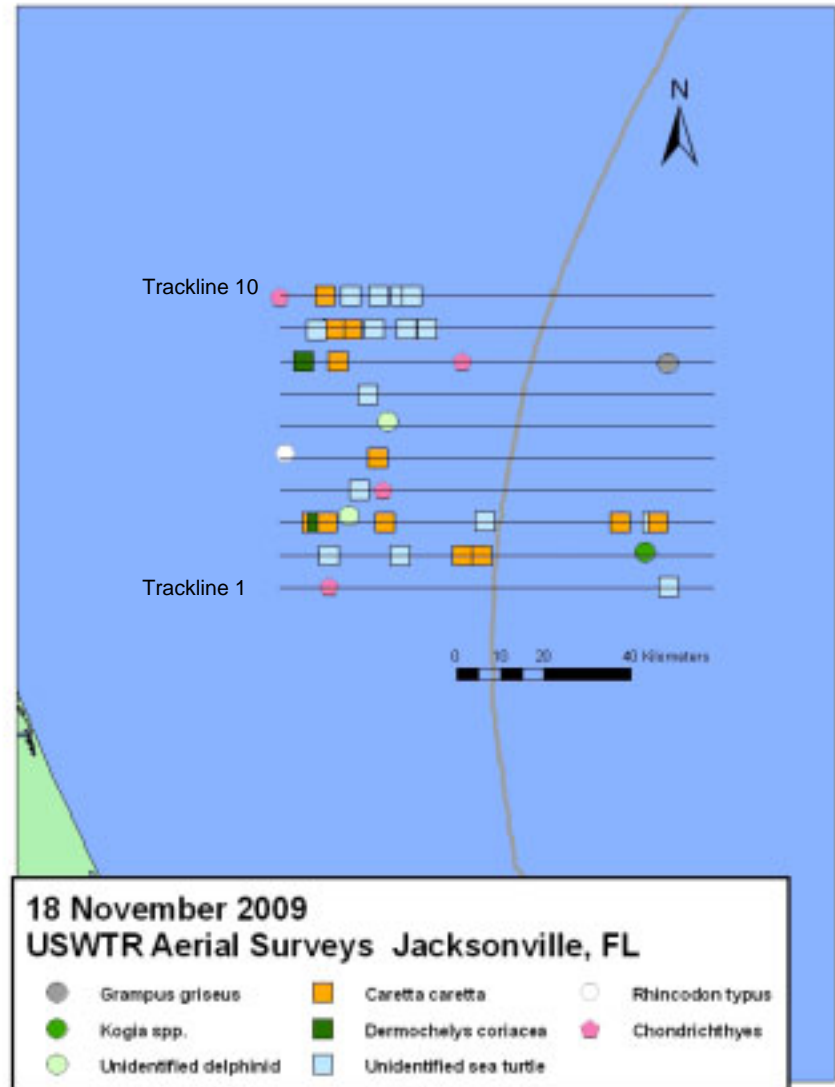 N
Trackline 10
Trackline 1
0 10 20 40 Kilometers
18 November 2009
USWTR Aerial Surveys Jacksonville, FL
Grampus griseus Caretta caretta Rhincodon typus
Kogia spp. Dermochelys coriacea Chondrichthyes
Unidentified delphinid Unidentified sea turtle